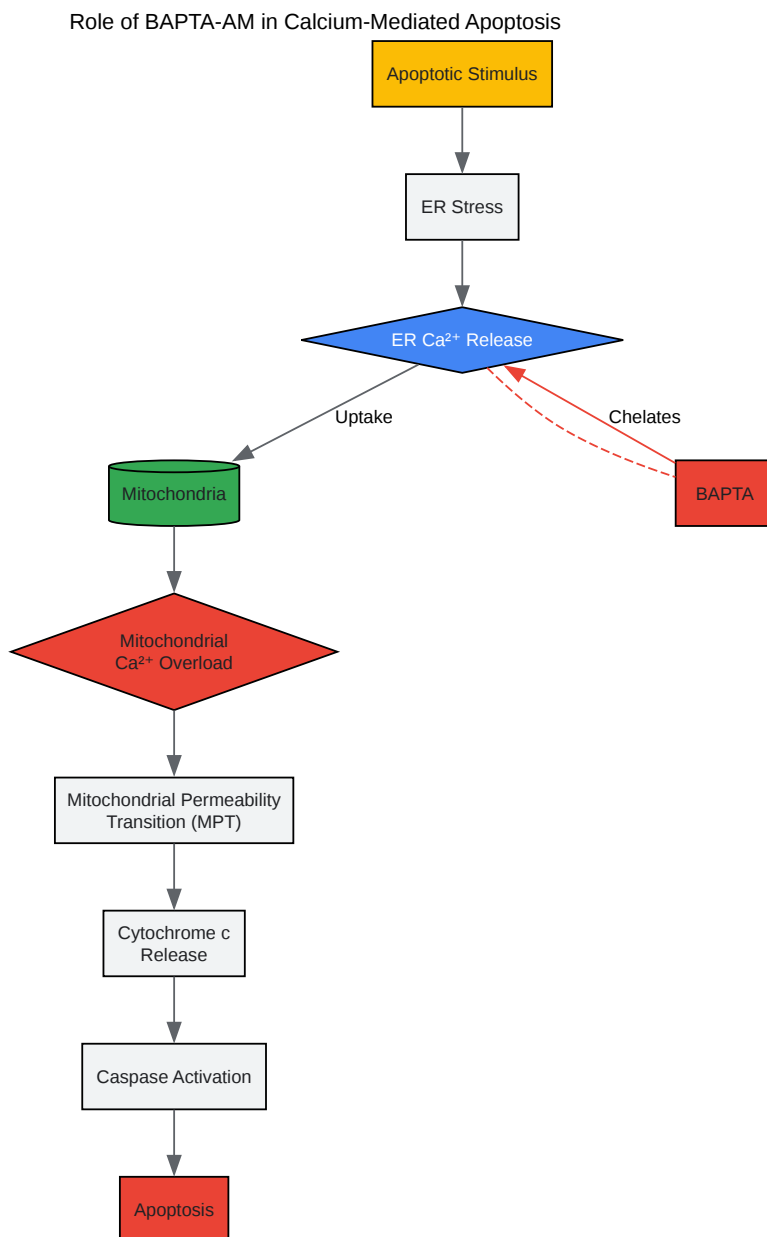 Role of BAPTA-AM in Calcium-Mediated Apoptosis
Apoptotic Stimulus
ER Stress
ER Ca²⁺ Release
Uptake
Chelates
Mitochondria
BAPTA
Mitochondrial
Ca²⁺ Overload
Mitochondrial Permeability
Transition (MPT)
Cytochrome c
Release
Caspase Activation
Apoptosis